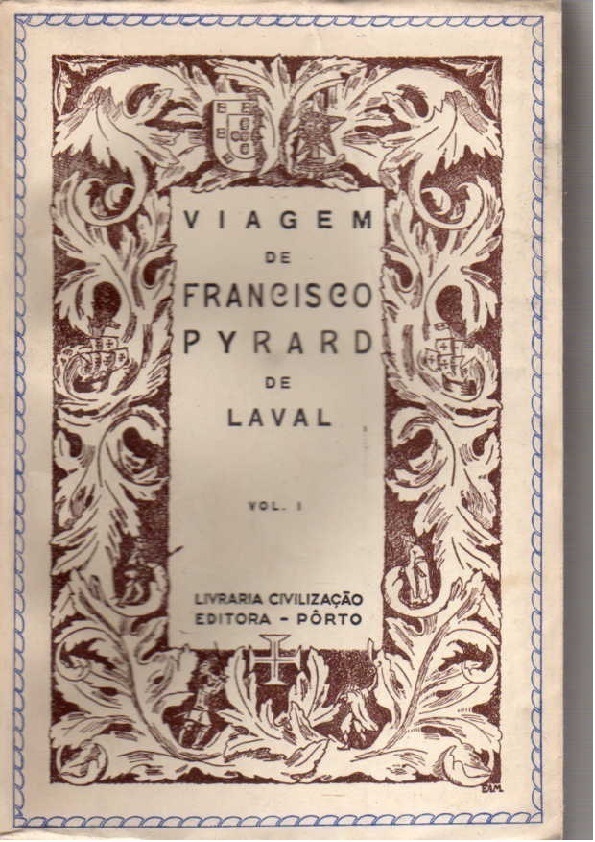 VIAGEM
DE
FRANCISCO
PYRARD
DE
LAVAL
VOL. I
LIVRARIA CIVILIZAÇÃO
EDITORA - PÔRTO